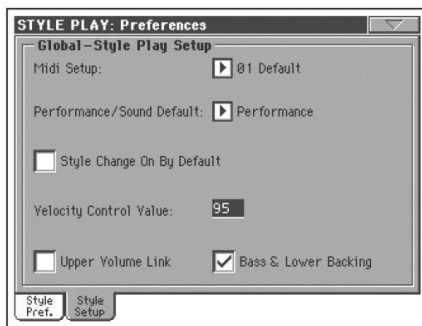 STYLE PLAY: Preferences
Global-Style Play Setup
Midi Setup: 01 Default
Performance/Sound Default: Performance
Style Change On By Default
Velocity Control Value: 95
Upper Volume Link Bass & Lower Backing
Style Pref. Style Setup